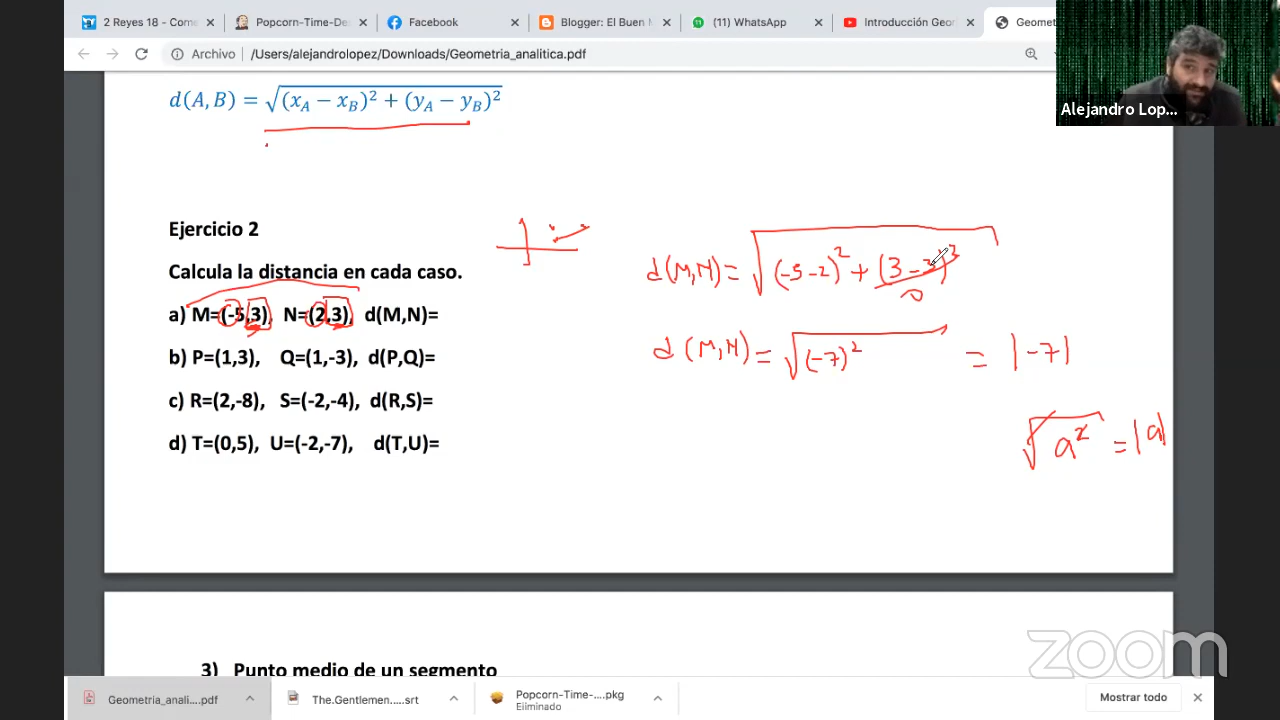 2 Reyes 18 - Come
Popcorn-Time-De
Facebook
Blogger: El Buen M
(11) WhatsApp
Introducción Geor
Geome
Archivo | /Users/alejandrolopez/Downloads/Geometria_analitica.pdf
Alejandro Lop...
d(A, B) = √(x_A − x_B)² + (y_A − y_B)²
Ejercicio 2
Calcula la distancia en cada caso.
a) M=(-5,3), N=(2,3), d(M,N)=
b) P=(1,3), Q=(1,-3), d(P,Q)=
c) R=(2,-8), S=(-2,-4), d(R,S)=
d) T=(0,5), U=(-2,-7), d(T,U)=
d(M,N) = √(-5-2)² + (3-3)²
0
d(M,N) = √(-7)² = |-7|
√a² = |a|
3) Punto medio de un segmento
zoom
Geometria_anali....pdf
The.Gentlemen.....srt
Popcorn-Time-....pkg
Eliminado
Mostrar todo